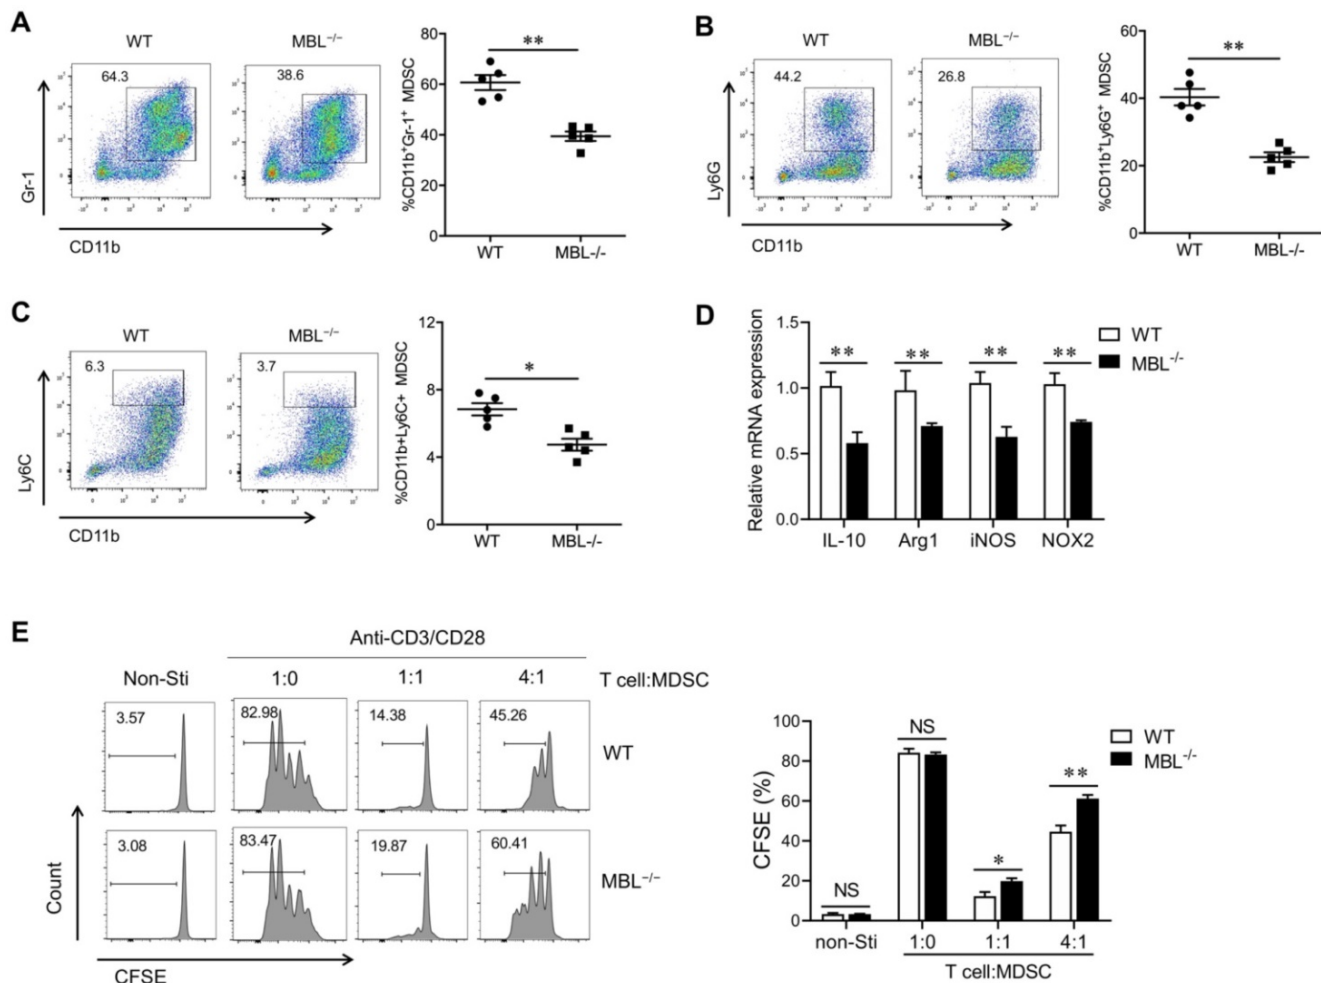 A
WT
MBL⁻/⁻
64.3
38.6
Gr-1
CD11b
%CD11b⁺Gr-1⁺ MDSC
80
60
40
20
0
**
WT
MBL-/-
B
WT
MBL⁻/⁻
44.2
26.8
Ly6G
CD11b
%CD11b⁺Ly6G⁺ MDSC
60
40
20
0
**
WT
MBL-/-
C
WT
MBL⁻/⁻
6.3
3.7
Ly6C
CD11b
%CD11b+Ly6C+ MDSC
12
8
4
0
*
WT
MBL-/-
D
Relative mRNA expression
1.5
1.0
0.5
0.0
** ** ** **
IL-10 Arg1 iNOS NOX2
WT
MBL⁻/⁻
E
Anti-CD3/CD28
Non-Sti 1:0 1:1 4:1 T cell:MDSC
3.57 82.98 14.38 45.26 WT
3.08 83.47 19.87 60.41 MBL⁻/⁻
Count
CFSE
CFSE (%)
100
80
60
40
20
0
NS NS * **
non-Sti 1:0 1:1 4:1
T cell:MDSC
WT
MBL⁻/⁻